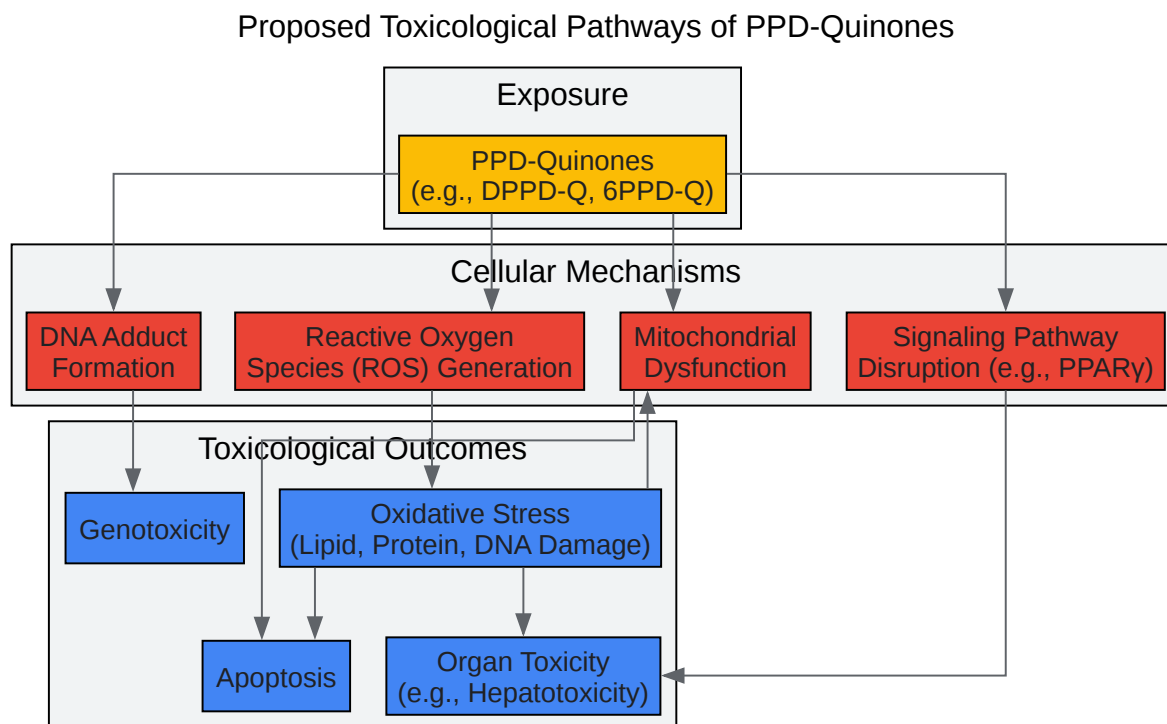 Proposed Toxicological Pathways of PPD-Quinones
Exposure
PPD-Quinones
(e.g., DPPD-Q, 6PPD-Q)
Cellular Mechanisms
DNA Adduct
Formation
Reactive Oxygen
Species (ROS) Generation
Mitochondrial
Dysfunction
Signaling Pathway
Disruption (e.g., PPARγ)
Toxicological Outcomes
Genotoxicity
Oxidative Stress
(Lipid, Protein, DNA Damage)
Apoptosis
Organ Toxicity
(e.g., Hepatotoxicity)